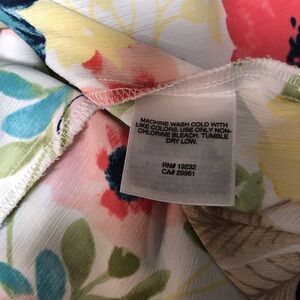 MACHINE WASH COLD WITH
LIKE COLORS. USE ONLY NON-
CHLORINE BLEACH. TUMBLE
DRY LOW.
RN# 19232
CA# 29961